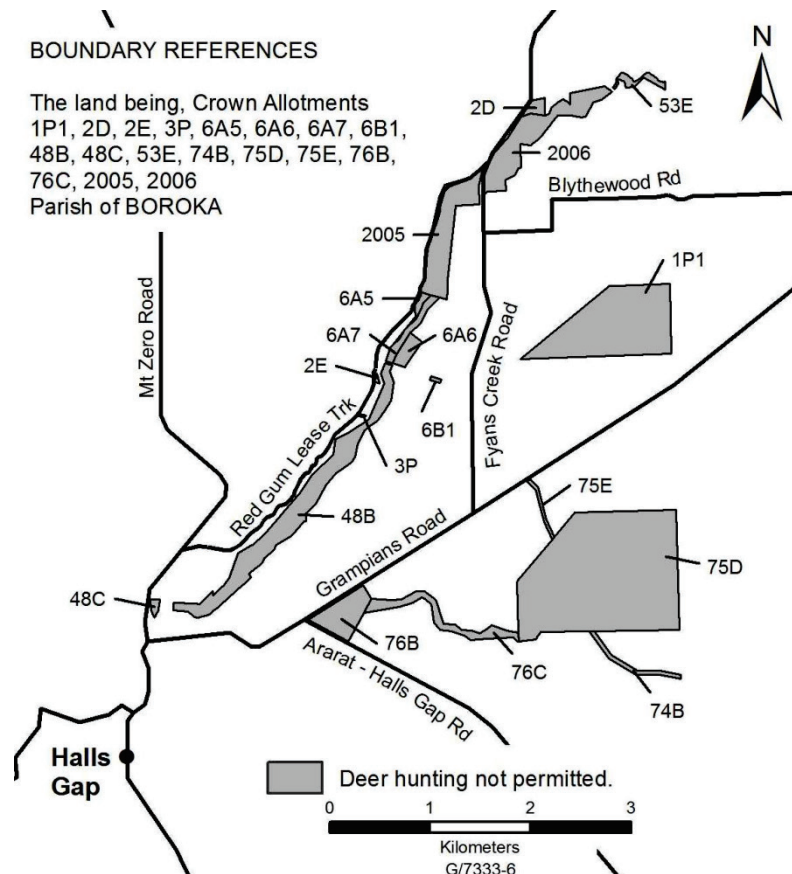 BOUNDARY REFERENCES
The land being, Crown Allotments
1P1, 2D, 2E, 3P, 6A5, 6A6, 6A7, 6B1,
48B, 48C, 53E, 74B, 75D, 75E, 76B,
76C, 2005, 2006
Parish of BOROKA
N
2D
53E
2006
Blythewood Rd
2005
1P1
6A5
6A7
6A6
2E
6B1
3P
Mt Zero Road
Fyans Creek Road
Red Gum Lease Trk
48B
75E
Grampians Road
75D
48C
76B
76C
Ararat - Halls Gap Rd
74B
Halls
Gap
Deer hunting not permitted.
0 1 2 3
Kilometers
G/7333-6